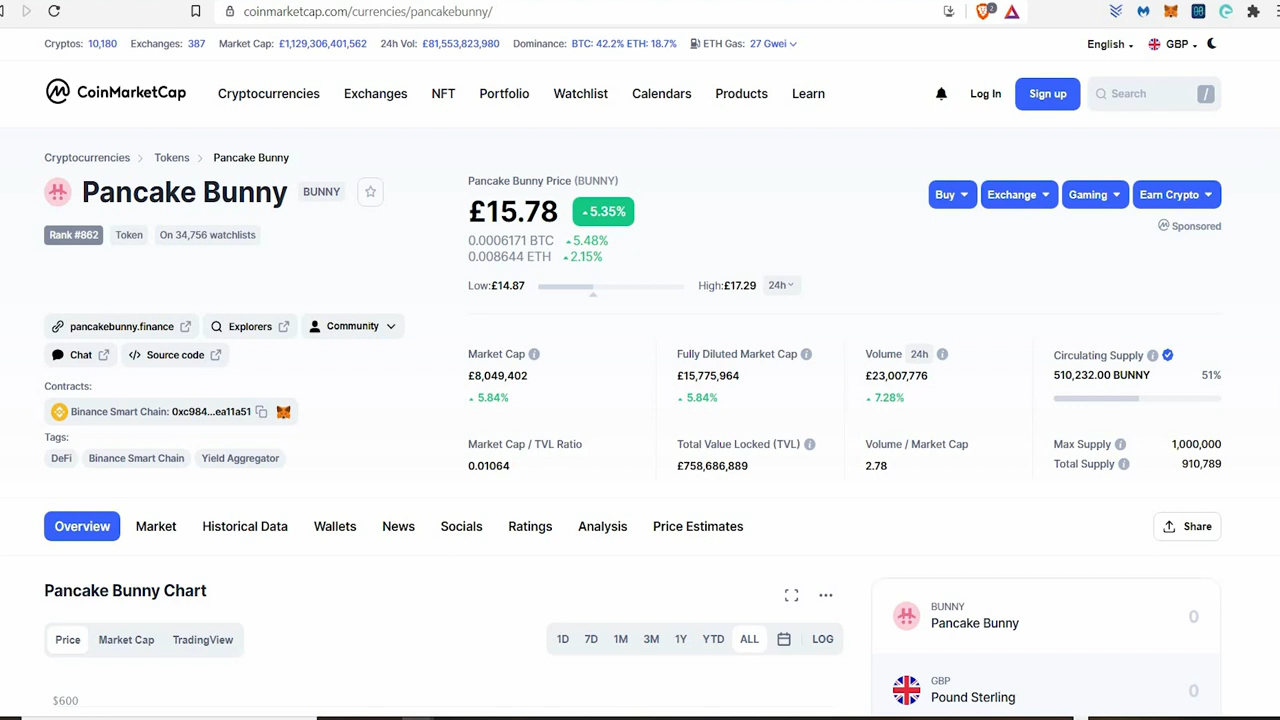 coinmarketcap.com/currencies/pancakebunny/
2
Cryptos: 10,180 Exchanges: 387 Market Cap: £1,129,306,401,562 24h Vol: £81,553,823,980 Dominance: BTC: 42.2% ETH: 18.7% ETH Gas: 27 Gwei English GBP
CoinMarketCap Cryptocurrencies Exchanges NFT Portfolio Watchlist Calendars Products Learn Log In Sign up Search /
Cryptocurrencies Tokens Pancake Bunny
Pancake Bunny BUNNY
Rank #862 Token On 34,756 watchlists
pancakebunny.finance Explorers Community
Chat Source code
Contracts:
Binance Smart Chain: 0xc984...ea11a51
Tags:
DeFi Binance Smart Chain Yield Aggregator
Pancake Bunny Price (BUNNY)
£15.78 5.35%
0.0006171 BTC 5.48%
0.008644 ETH 2.15%
Low:£14.87 High:£17.29 24h
Buy Exchange Gaming Earn Crypto
Sponsored
Market Cap
£8,049,402
5.84%
Fully Diluted Market Cap
£15,775,964
5.84%
Volume 24h
£23,007,776
7.28%
Circulating Supply
510,232.00 BUNNY 51%
Market Cap / TVL Ratio
0.01064
Total Value Locked (TVL)
£758,686,889
Volume / Market Cap
2.78
Max Supply 1,000,000
Total Supply 910,789
Overview Market Historical Data Wallets News Socials Ratings Analysis Price Estimates Share
Pancake Bunny Chart
Price Market Cap TradingView 1D 7D 1M 3M 1Y YTD ALL LOG
$600
BUNNY
Pancake Bunny 0
GBP
Pound Sterling 0